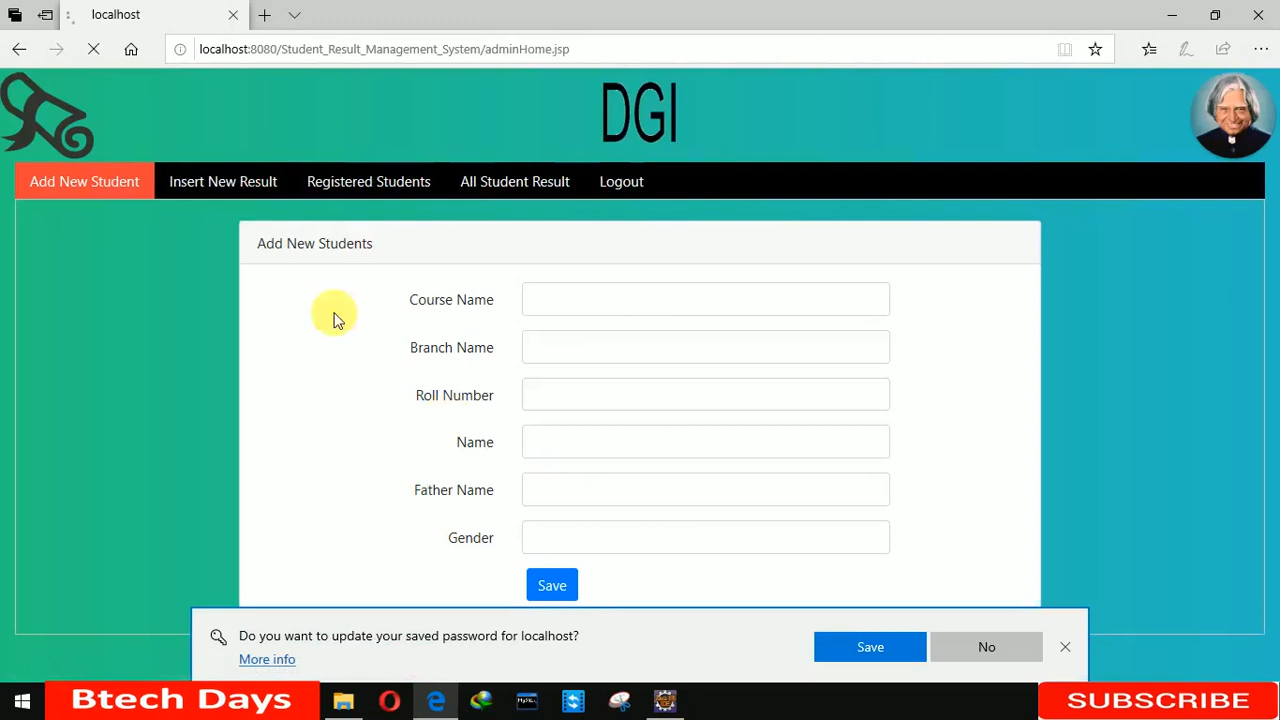 localhost
localhost:8080/Student_Result_Management_System/adminHome.jsp
DGI
Add New Student
Insert New Result
Registered Students
All Student Result
Logout
Add New Students
Course Name
Branch Name
Roll Number
Name
Father Name
Gender
Save
Do you want to update your saved password for localhost?
More info
Save
No
Btech Days
SUBSCRIBE